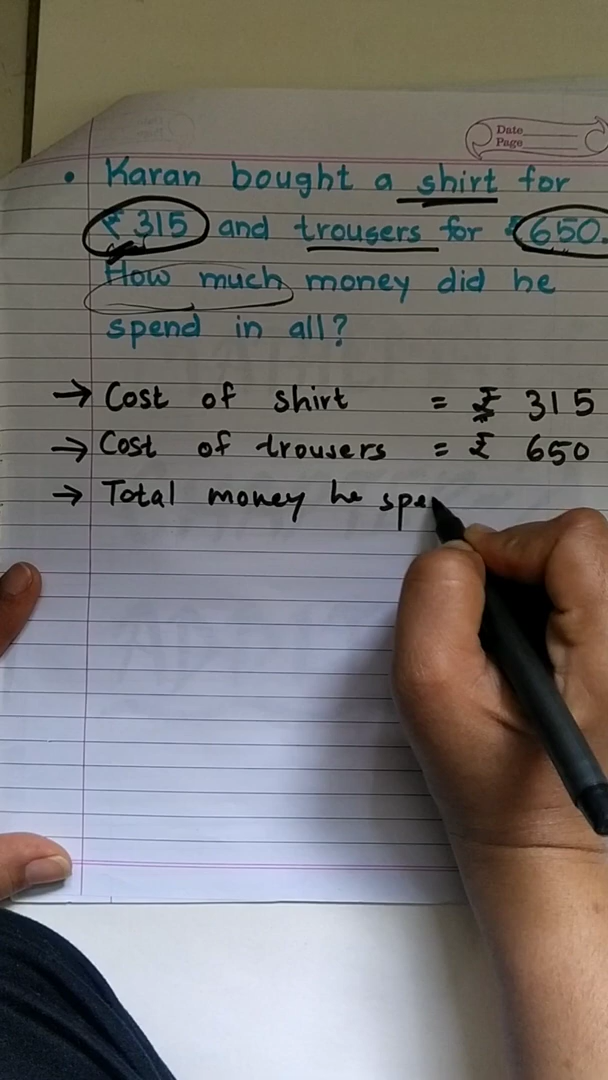 Date
Page
• Karan bought a shirt for
₹ 315 and trousers for ₹ 650.
How much money did he
spend in all?
→ Cost of shirt = ₹ 315
→ Cost of trousers = ₹ 650
→ Total money he spe